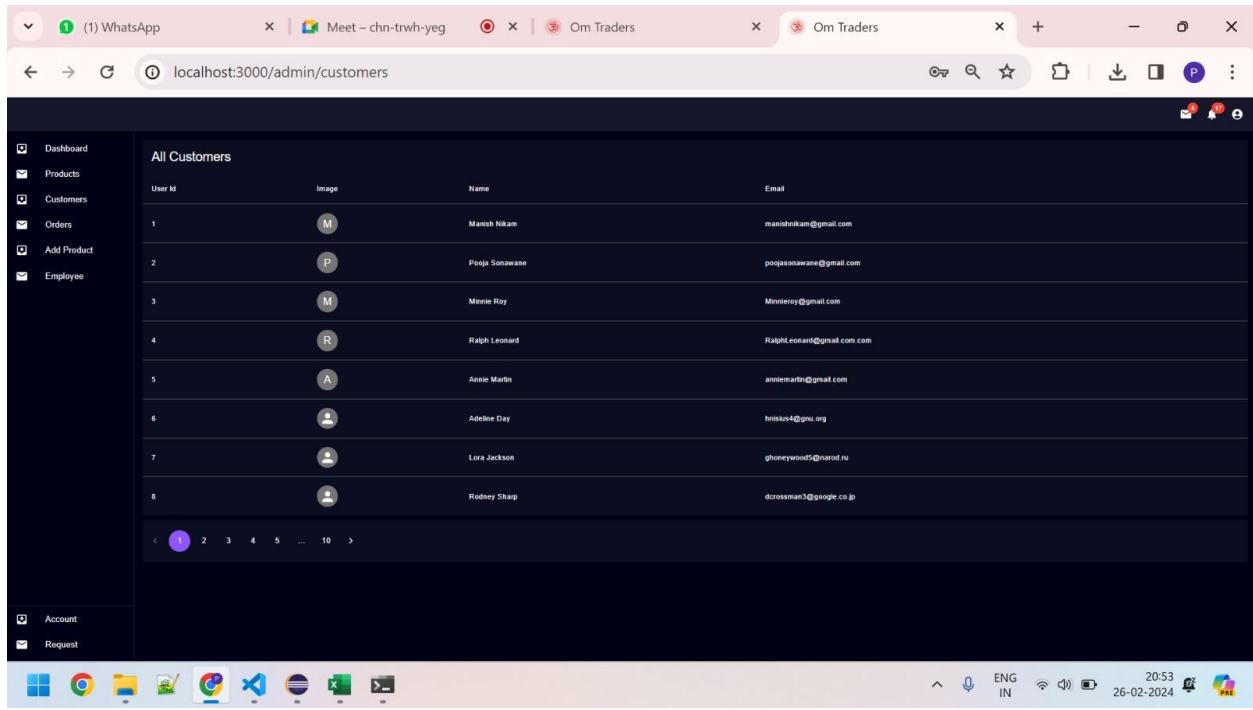 1 (1) WhatsApp Meet – chn-trwh-yeg Om Traders Om Traders
localhost:3000/admin/customers P
4 17
Dashboard
Products
Customers
Orders
Add Product
Employee
Account
Request
All Customers
User Id Image Name Email
1 M Manish Nikam manishnikam@gmail.com
2 P Pooja Sonawane poojasonawane@gmail.com
3 M Minnie Roy Minnieroy@gmail.com
4 R Ralph Leonard RalphLeonard@gmail.com.com
5 A Annie Martin anniemartin@gmail.com
6 Adeline Day hnisius4@gnu.org
7 Lora Jackson ghoneywood5@narod.ru
8 Rodney Sharp dcrossman3@google.co.jp
< 1 2 3 4 5 ... 10 >
ENG 20:53
IN 26-02-2024
PRE